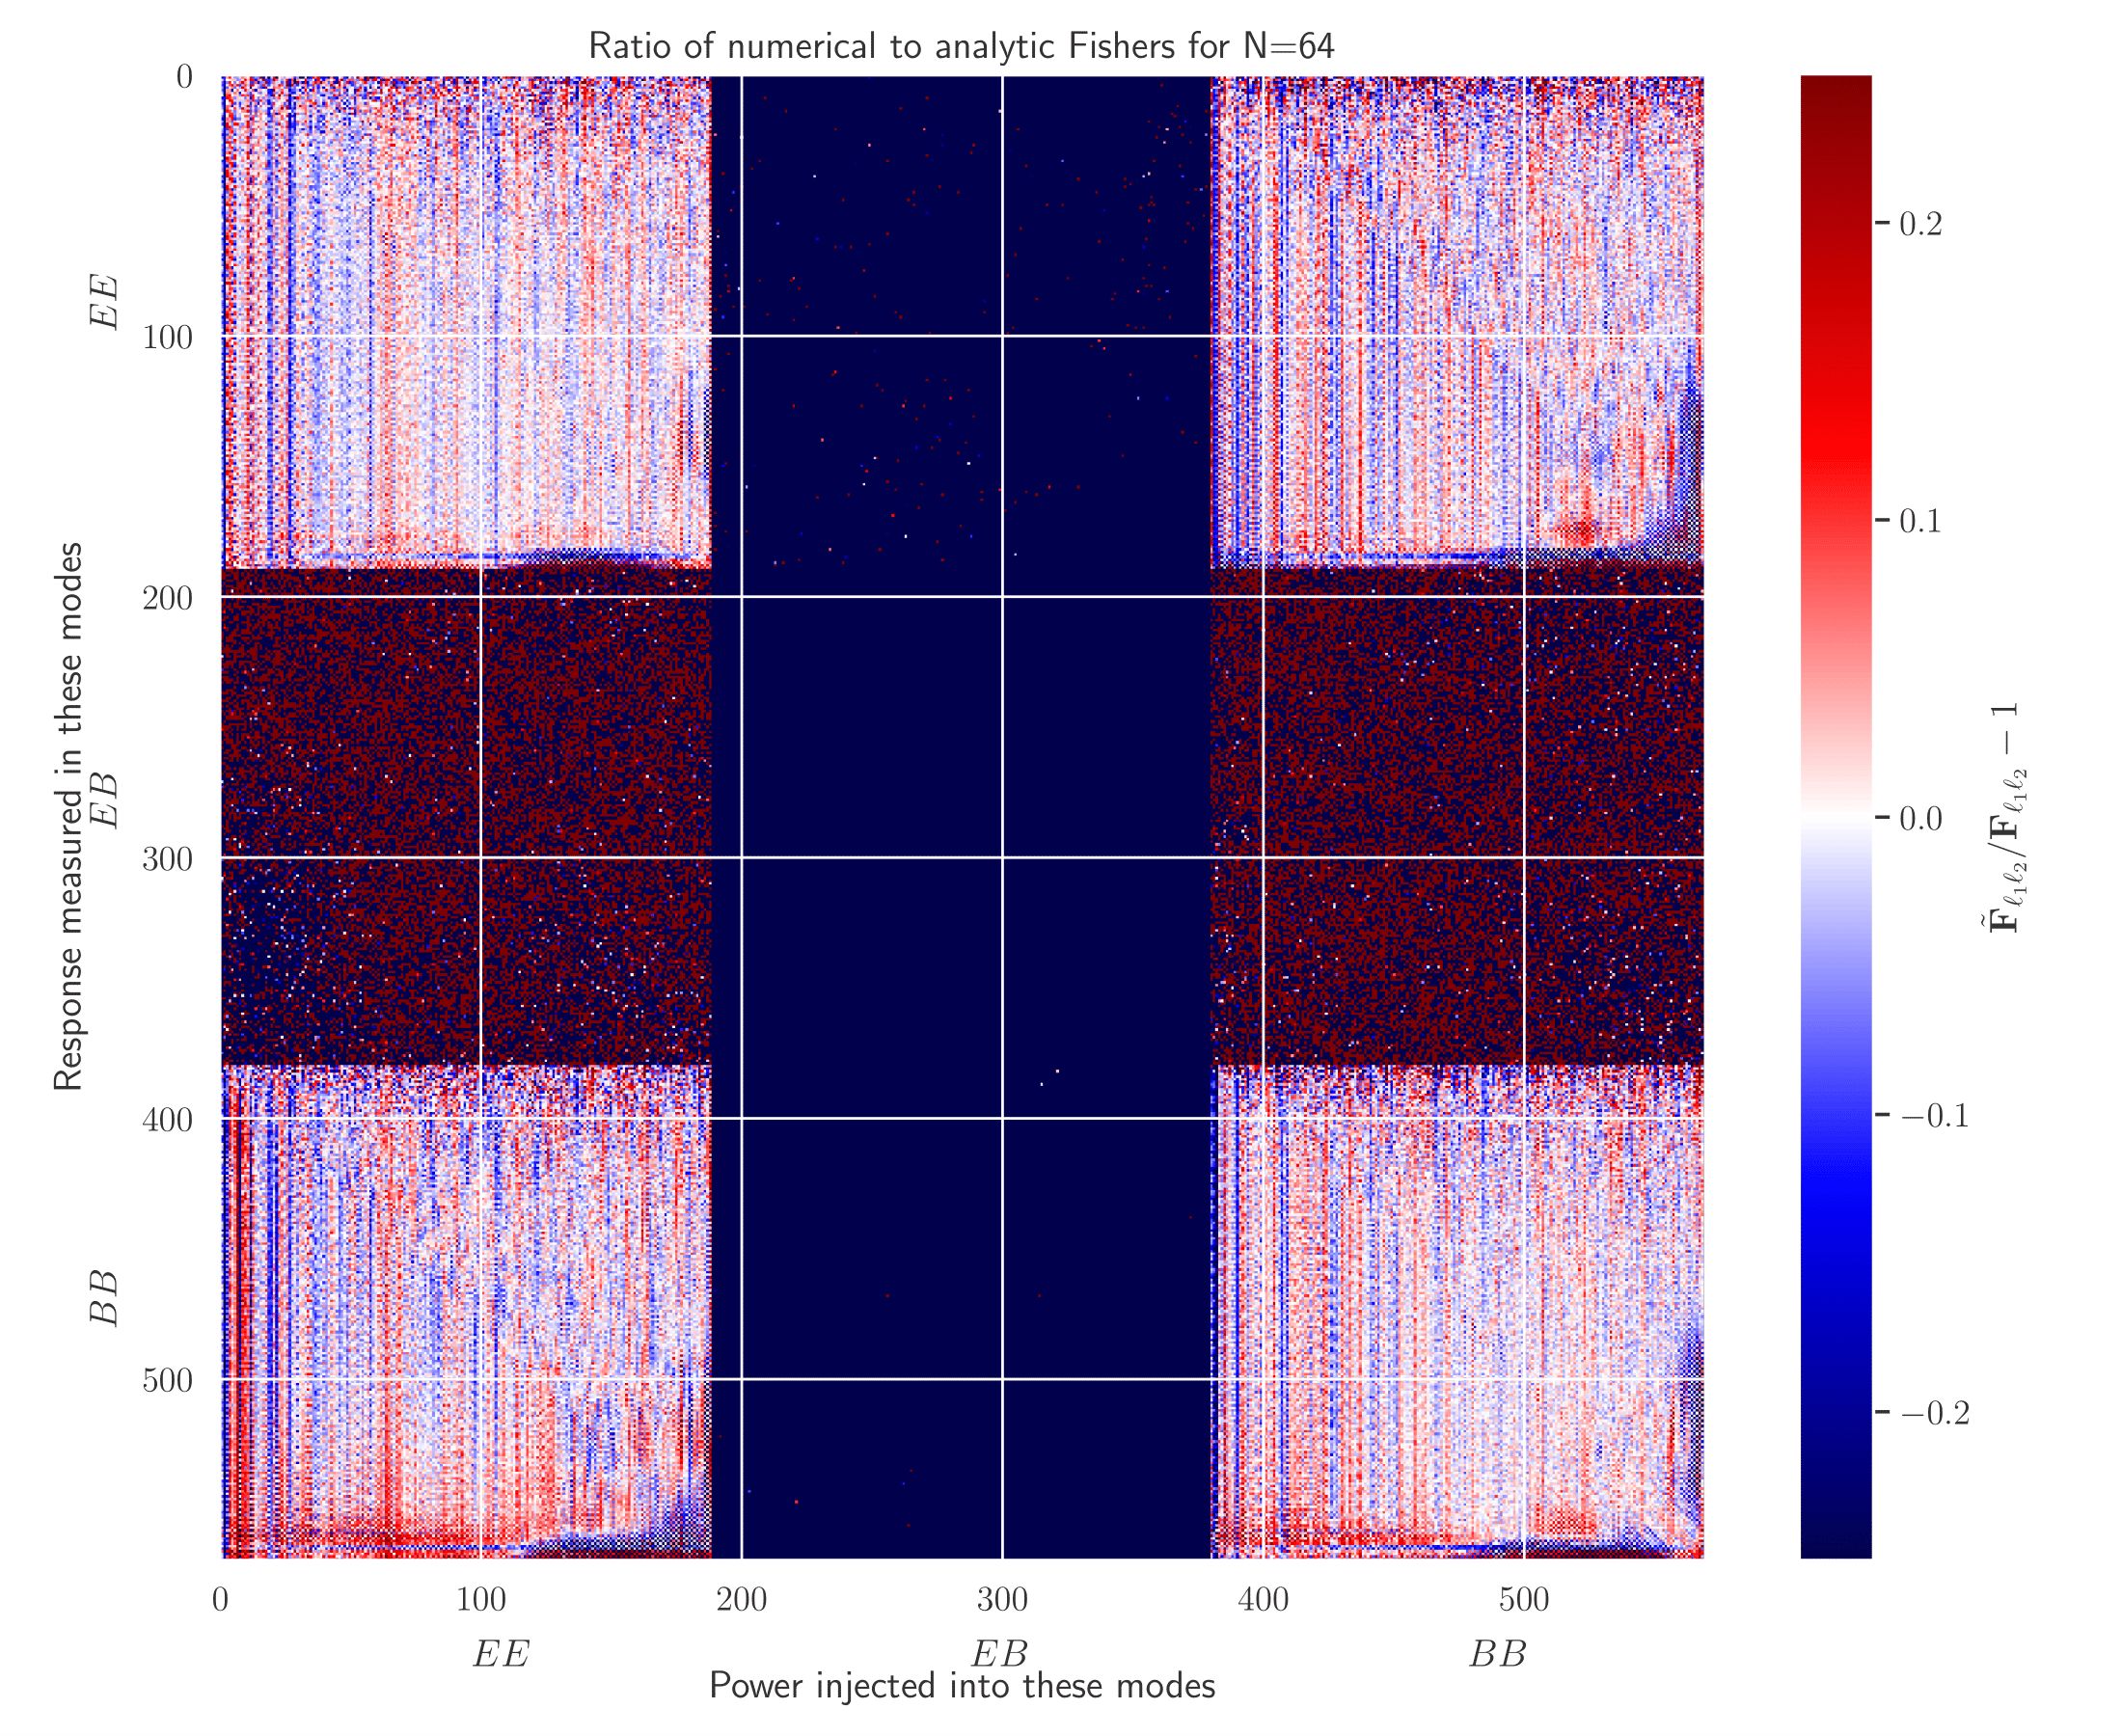 Ratio of numerical to analytic Fishers for N=64
0
100
200
300
400
500
EE
EB
BB
Response measured in these modes
0 100 200 300 400 500
EE EB BB
Power injected into these modes
0.2
0.1
0.0
−0.1
−0.2
F̃ℓ₁ℓ₂/Fℓ₁ℓ₂ − 1